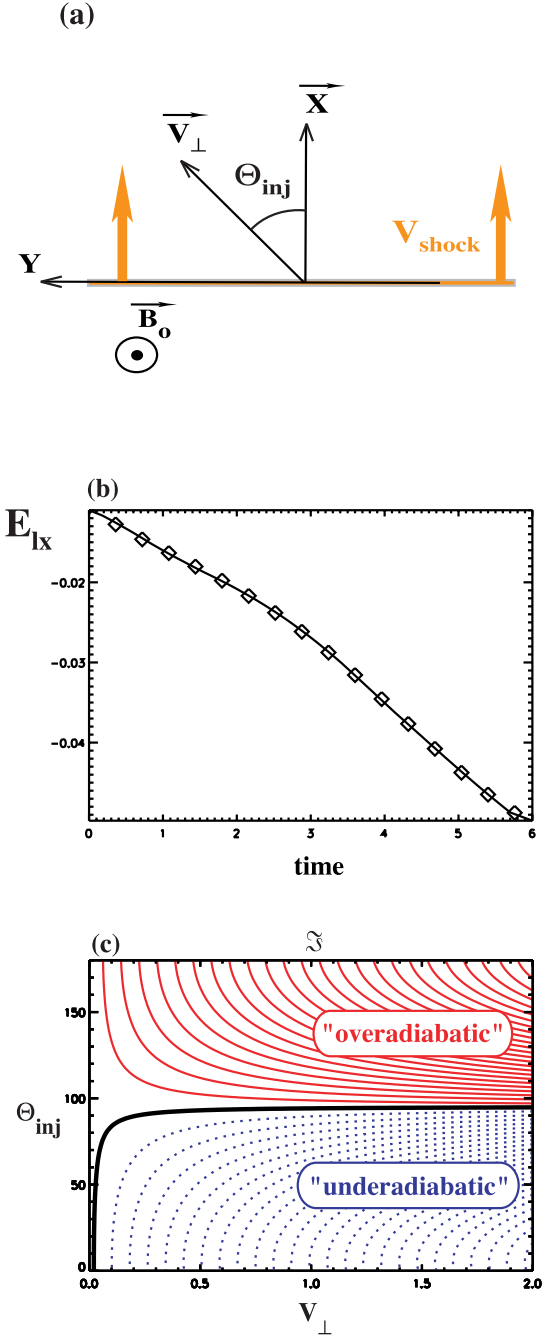 (a)
X
V⊥
Θinj
Vshock
Y
Bo
(b)
Elx
-0.02
-0.03
-0.04
0 1 2 3 4 5 6
time
(c) ℑ
150
"overadiabatic"
100
Θinj
50
"underadiabatic"
0
0.0 0.5 1.0 1.5 2.0
V⊥